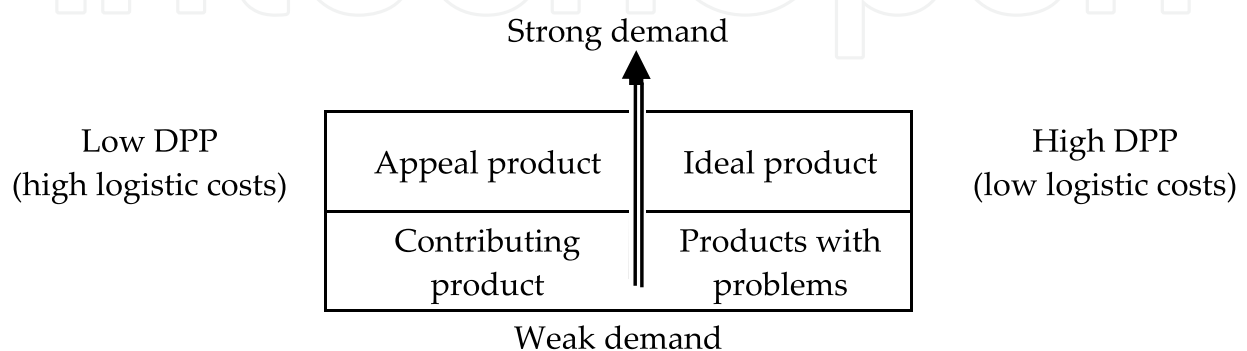 Strong demand
Low DPP
(high logistic costs)
Appeal product
Ideal product
High DPP
(low logistic costs)
Contributing
product
Products with
problems
Weak demand